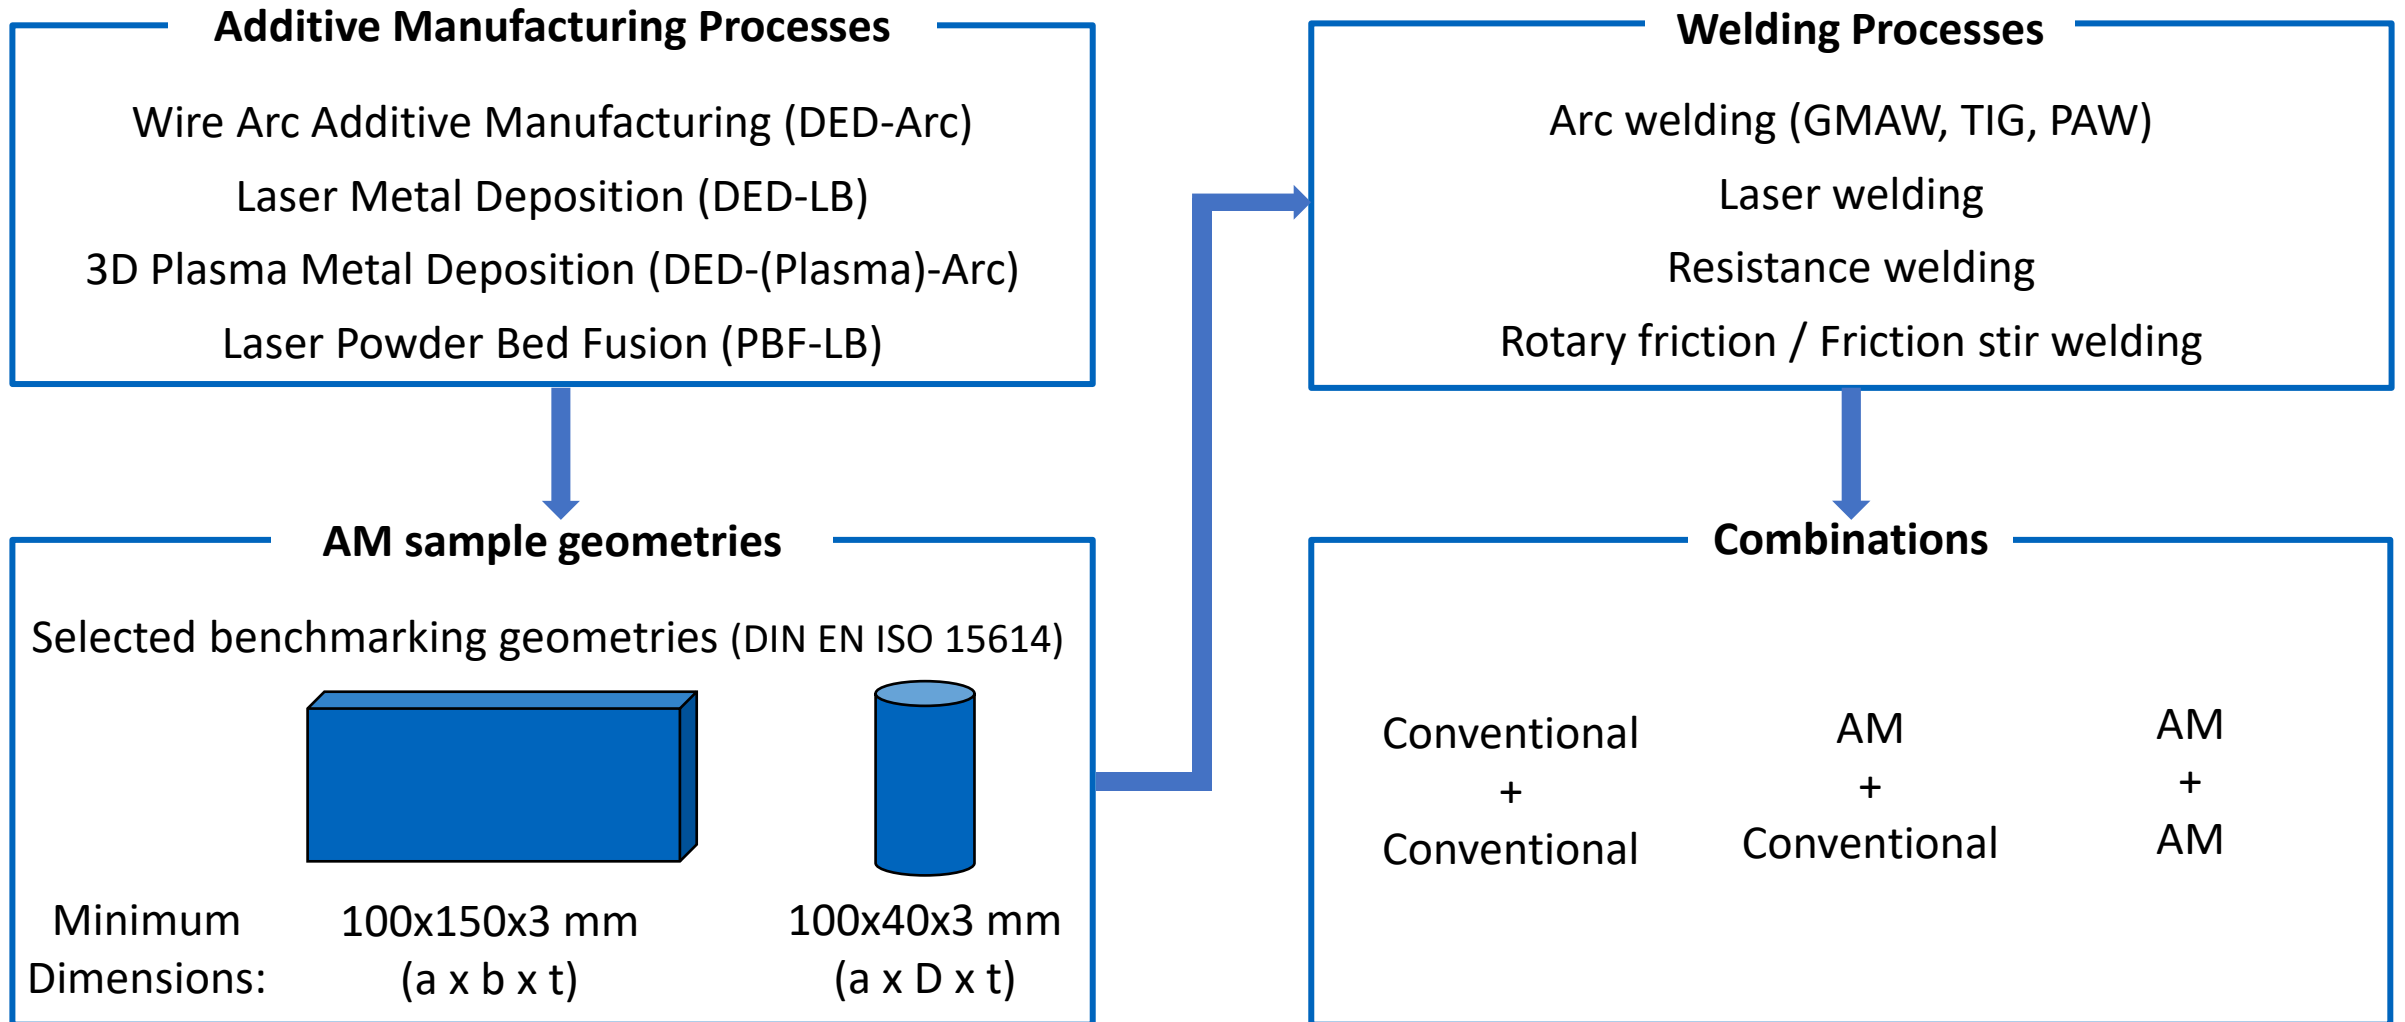 Additive Manufacturing Processes
Wire Arc Additive Manufacturing (DED-Arc)
Laser Metal Deposition (DED-LB)
3D Plasma Metal Deposition (DED-(Plasma)-Arc)
Laser Powder Bed Fusion (PBF-LB)
AM sample geometries
Selected benchmarking geometries (DIN EN ISO 15614)
Minimum
Dimensions:
100x150x3 mm
(a x b x t)
100x40x3 mm
(a x D x t)
Welding Processes
Arc welding (GMAW, TIG, PAW)
Laser welding
Resistance welding
Rotary friction / Friction stir welding
Combinations
Conventional
+
Conventional
AM
+
Conventional
AM
+
AM